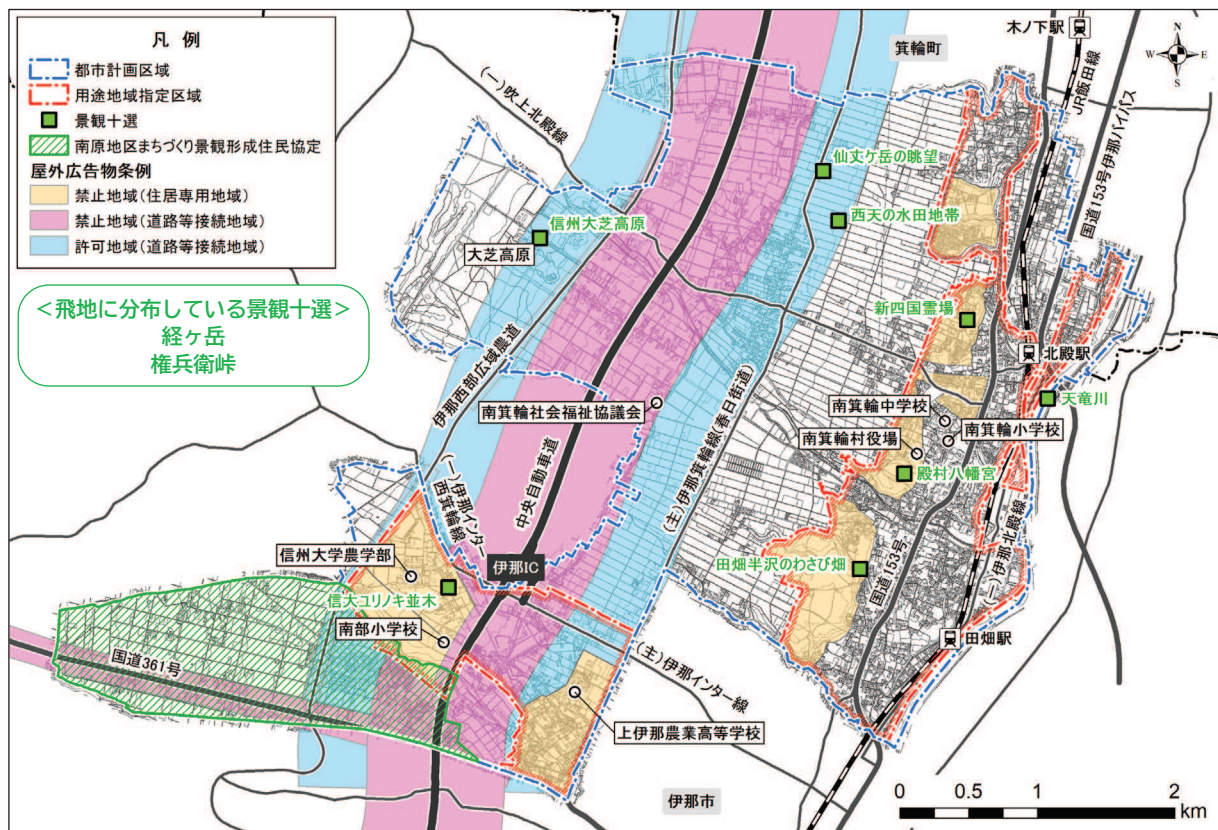 凡 例
都市計画区域
用途地域指定区域
景観十選
南原地区まちづくり景観形成住民協定
屋外広告物条例
禁止地域(住居専用地域)
禁止地域(道路等接続地域)
許可地域(道路等接続地域)
<飛地に分布している景観十選>
経ヶ岳
権兵衛峠
木ノ下駅
箕輪町
N
W
E
S
JR飯田線
国道153号伊那バイパス
(一)吹上北殿線
仙丈ケ岳の眺望
西天の水田地帯
信州大芝高原
大芝高原
新四国霊場
北殿駅
天竜川
伊那西部広域農道
南箕輪社会福祉協議会
(主)伊那箕輪線(春日街道)
中央自動車道
南箕輪中学校
南箕輪小学校
南箕輪村役場
殿村八幡宮
(一)伊那インター
西箕輪線
信州大学農学部
伊那IC
田畑半沢のわさび畑
国道153号
(一)伊那北殿線
信大ユリノキ並木
南部小学校
田畑駅
国道361号
(主)伊那インター線
上伊那農業高等学校
伊那市
0 0.5 1 2
km